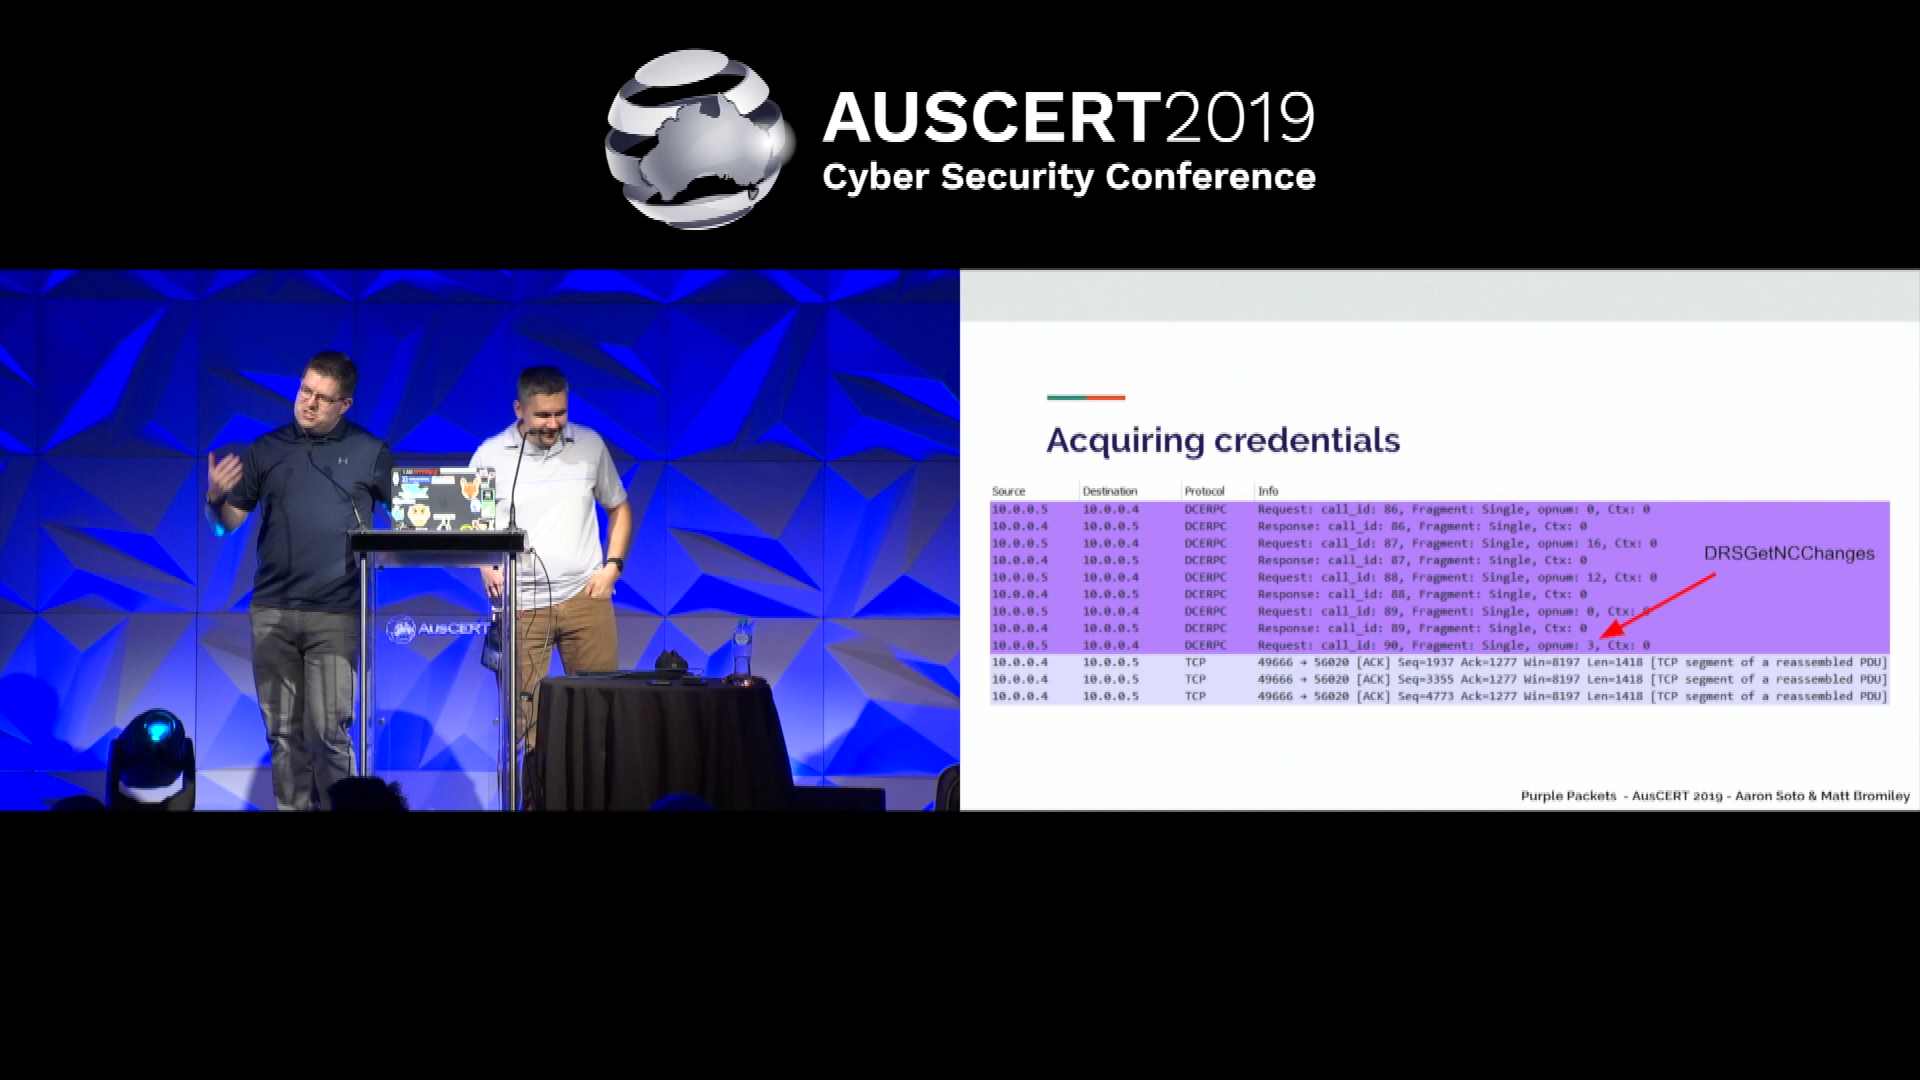 AUSCERT2019
Cyber Security Conference
AUSCERT
Acquiring credentials
Source Destination Protocol Info
10.0.0.5 10.0.0.4 DCERPC Request: call_id: 86, Fragment: Single, opnum: 0, Ctx: 0
10.0.0.4 10.0.0.5 DCERPC Response: call_id: 86, Fragment: Single, Ctx: 0
10.0.0.5 10.0.0.4 DCERPC Request: call_id: 87, Fragment: Single, opnum: 16, Ctx: 0
10.0.0.4 10.0.0.5 DCERPC Response: call_id: 87, Fragment: Single, Ctx: 0
10.0.0.5 10.0.0.4 DCERPC Request: call_id: 88, Fragment: Single, opnum: 12, Ctx: 0
10.0.0.4 10.0.0.5 DCERPC Response: call_id: 88, Fragment: Single, Ctx: 0
10.0.0.5 10.0.0.4 DCERPC Request: call_id: 89, Fragment: Single, opnum: 0, Ctx: 0
10.0.0.4 10.0.0.5 DCERPC Response: call_id: 89, Fragment: Single, Ctx: 0
10.0.0.5 10.0.0.4 DCERPC Request: call_id: 90, Fragment: Single, opnum: 3, Ctx: 0
10.0.0.4 10.0.0.5 TCP 49666 → 56020 [ACK] Seq=1937 Ack=1277 Win=8197 Len=1418 [TCP segment of a reassembled PDU]
10.0.0.4 10.0.0.5 TCP 49666 → 56020 [ACK] Seq=3355 Ack=1277 Win=8197 Len=1418 [TCP segment of a reassembled PDU]
10.0.0.4 10.0.0.5 TCP 49666 → 56020 [ACK] Seq=4773 Ack=1277 Win=8197 Len=1418 [TCP segment of a reassembled PDU]
DRSGetNCChanges
Purple Packets - AusCERT 2019 - Aaron Soto & Matt Bromiley